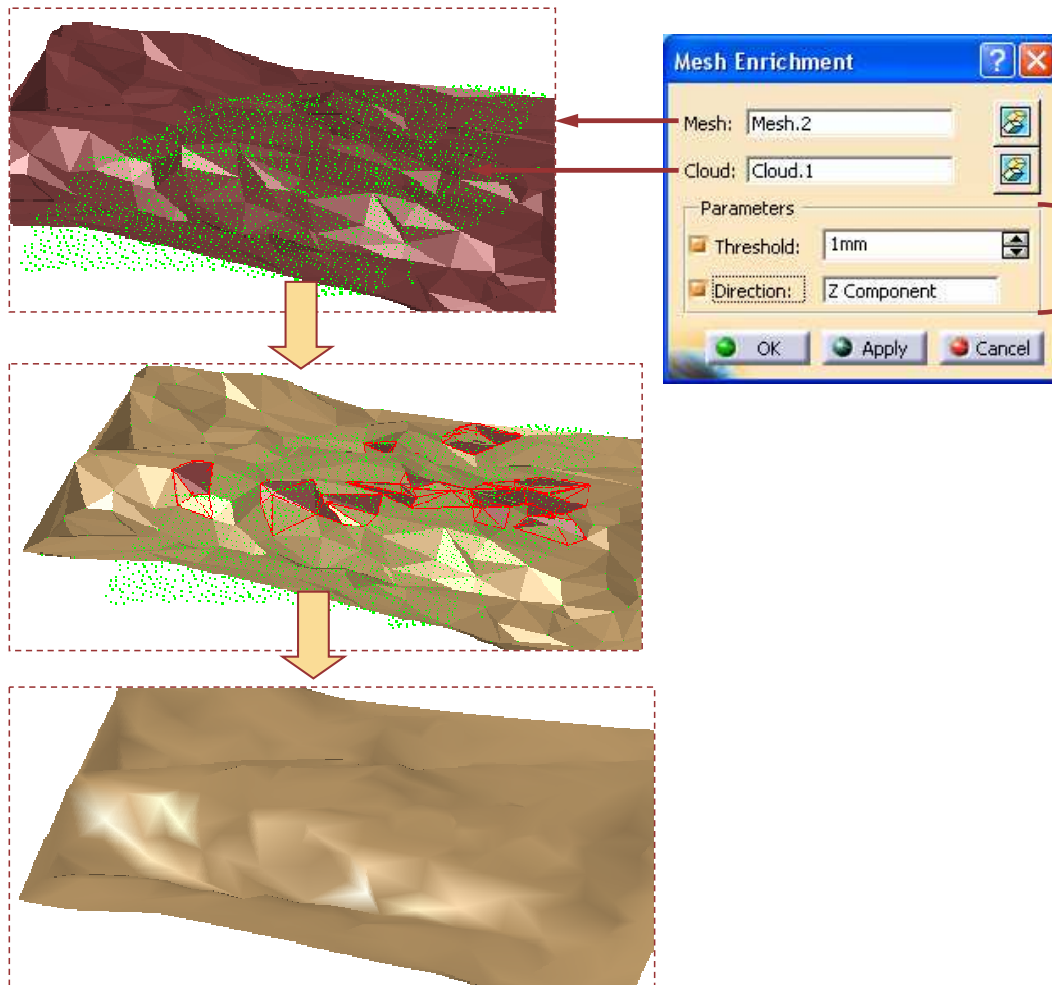 Mesh Enrichment
?
Mesh: Mesh.2
Cloud: Cloud.1
Parameters
Threshold: 1mm
Direction: Z Component
OK Apply Cancel